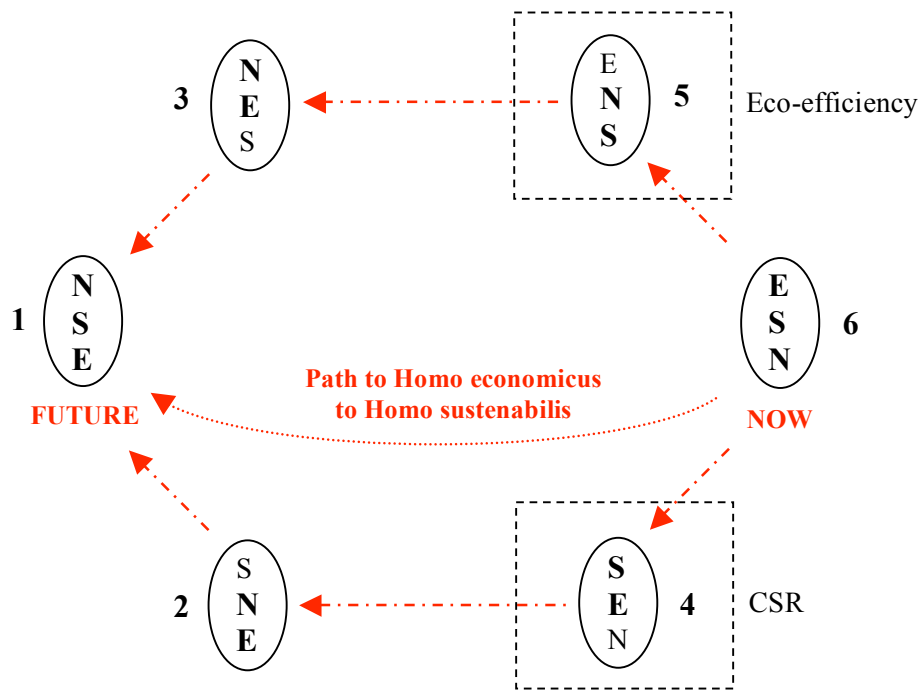 N
E
S
3
E
N
S
5
Eco-efficiency
N
S
E
1
FUTURE
Path to Homo economicus
to Homo sustenabilis
E
S
N
6
NOW
S
N
E
2
S
E
N
4
CSR